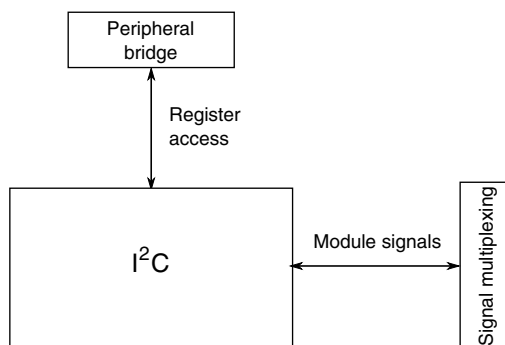 Peripheral
bridge
Register
access
I²C
Module signals
Signal multiplexing